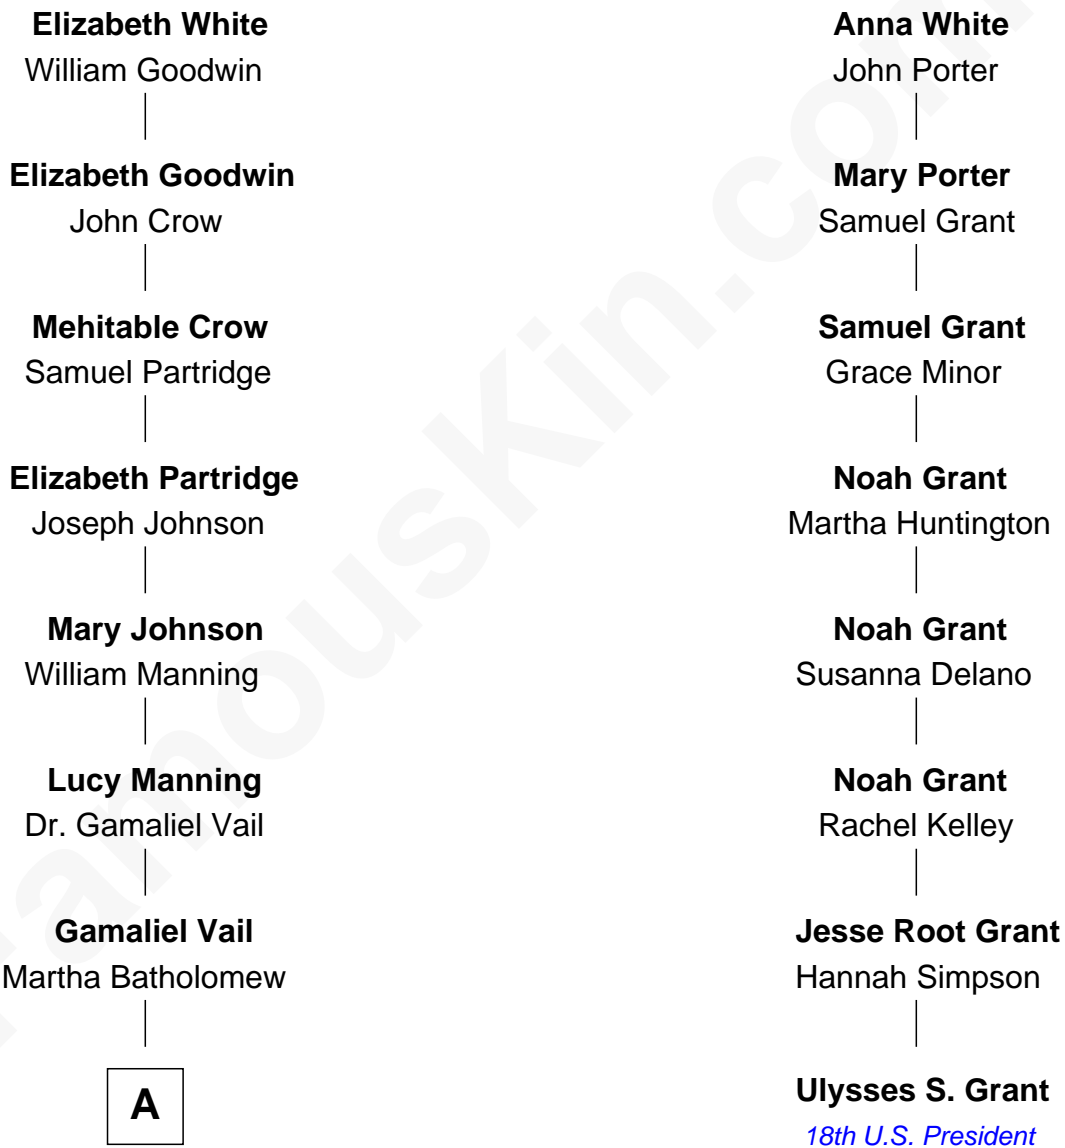 Elizabeth White
William Goodwin
Elizabeth Goodwin
John Crow
Mehitable Crow
Samuel Partridge
Elizabeth Partridge
Joseph Johnson
Mary Johnson
William Manning
Lucy Manning
Dr. Gamaliel Vail
Gamaliel Vail
Martha Batholomew
A
Anna White
John Porter
Mary Porter
Samuel Grant
Samuel Grant
Grace Minor
Noah Grant
Martha Huntington
Noah Grant
Susanna Delano
Noah Grant
Rachel Kelley
Jesse Root Grant
Hannah Simpson
Ulysses S. Grant
18th U.S. President
FamousKin.com